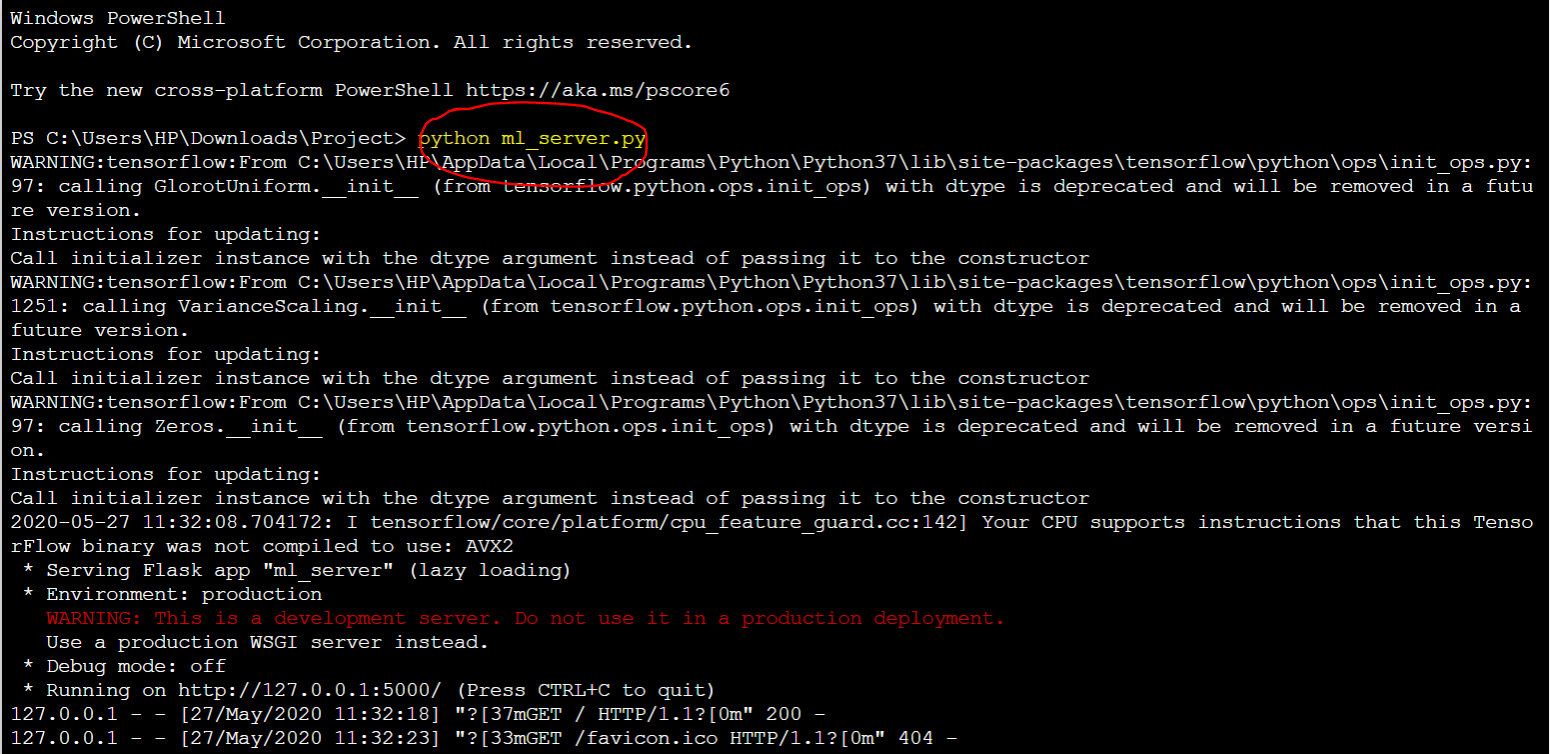 Windows PowerShell
Copyright (C) Microsoft Corporation. All rights reserved.
Try the new cross-platform PowerShell https://aka.ms/pscore6
PS C:\Users\HP\Downloads\Project> python ml_server.py
WARNING:tensorflow:From C:\Users\HP\AppData\Local\Programs\Python\Python37\lib\site-packages\tensorflow\python\ops\init_ops.py:
97: calling GlorotUniform.__init__ (from tensorflow.python.ops.init_ops) with dtype is deprecated and will be removed in a futu
re version.
Instructions for updating:
Call initializer instance with the dtype argument instead of passing it to the constructor
WARNING:tensorflow:From C:\Users\HP\AppData\Local\Programs\Python\Python37\lib\site-packages\tensorflow\python\ops\init_ops.py:
1251: calling VarianceScaling.__init__ (from tensorflow.python.ops.init_ops) with dtype is deprecated and will be removed in a
future version.
Instructions for updating:
Call initializer instance with the dtype argument instead of passing it to the constructor
WARNING:tensorflow:From C:\Users\HP\AppData\Local\Programs\Python\Python37\lib\site-packages\tensorflow\python\ops\init_ops.py:
97: calling Zeros.__init__ (from tensorflow.python.ops.init_ops) with dtype is deprecated and will be removed in a future versi
on.
Instructions for updating:
Call initializer instance with the dtype argument instead of passing it to the constructor
2020-05-27 11:32:08.704172: I tensorflow/core/platform/cpu_feature_guard.cc:142] Your CPU supports instructions that this Tenso
rFlow binary was not compiled to use: AVX2
 * Serving Flask app "ml_server" (lazy loading)
 * Environment: production
   WARNING: This is a development server. Do not use it in a production deployment.
   Use a production WSGI server instead.
 * Debug mode: off
 * Running on http://127.0.0.1:5000/ (Press CTRL+C to quit)
127.0.0.1 - - [27/May/2020 11:32:18] "?[37mGET / HTTP/1.1?[0m" 200 -
127.0.0.1 - - [27/May/2020 11:32:23] "?[33mGET /favicon.ico HTTP/1.1?[0m" 404 -